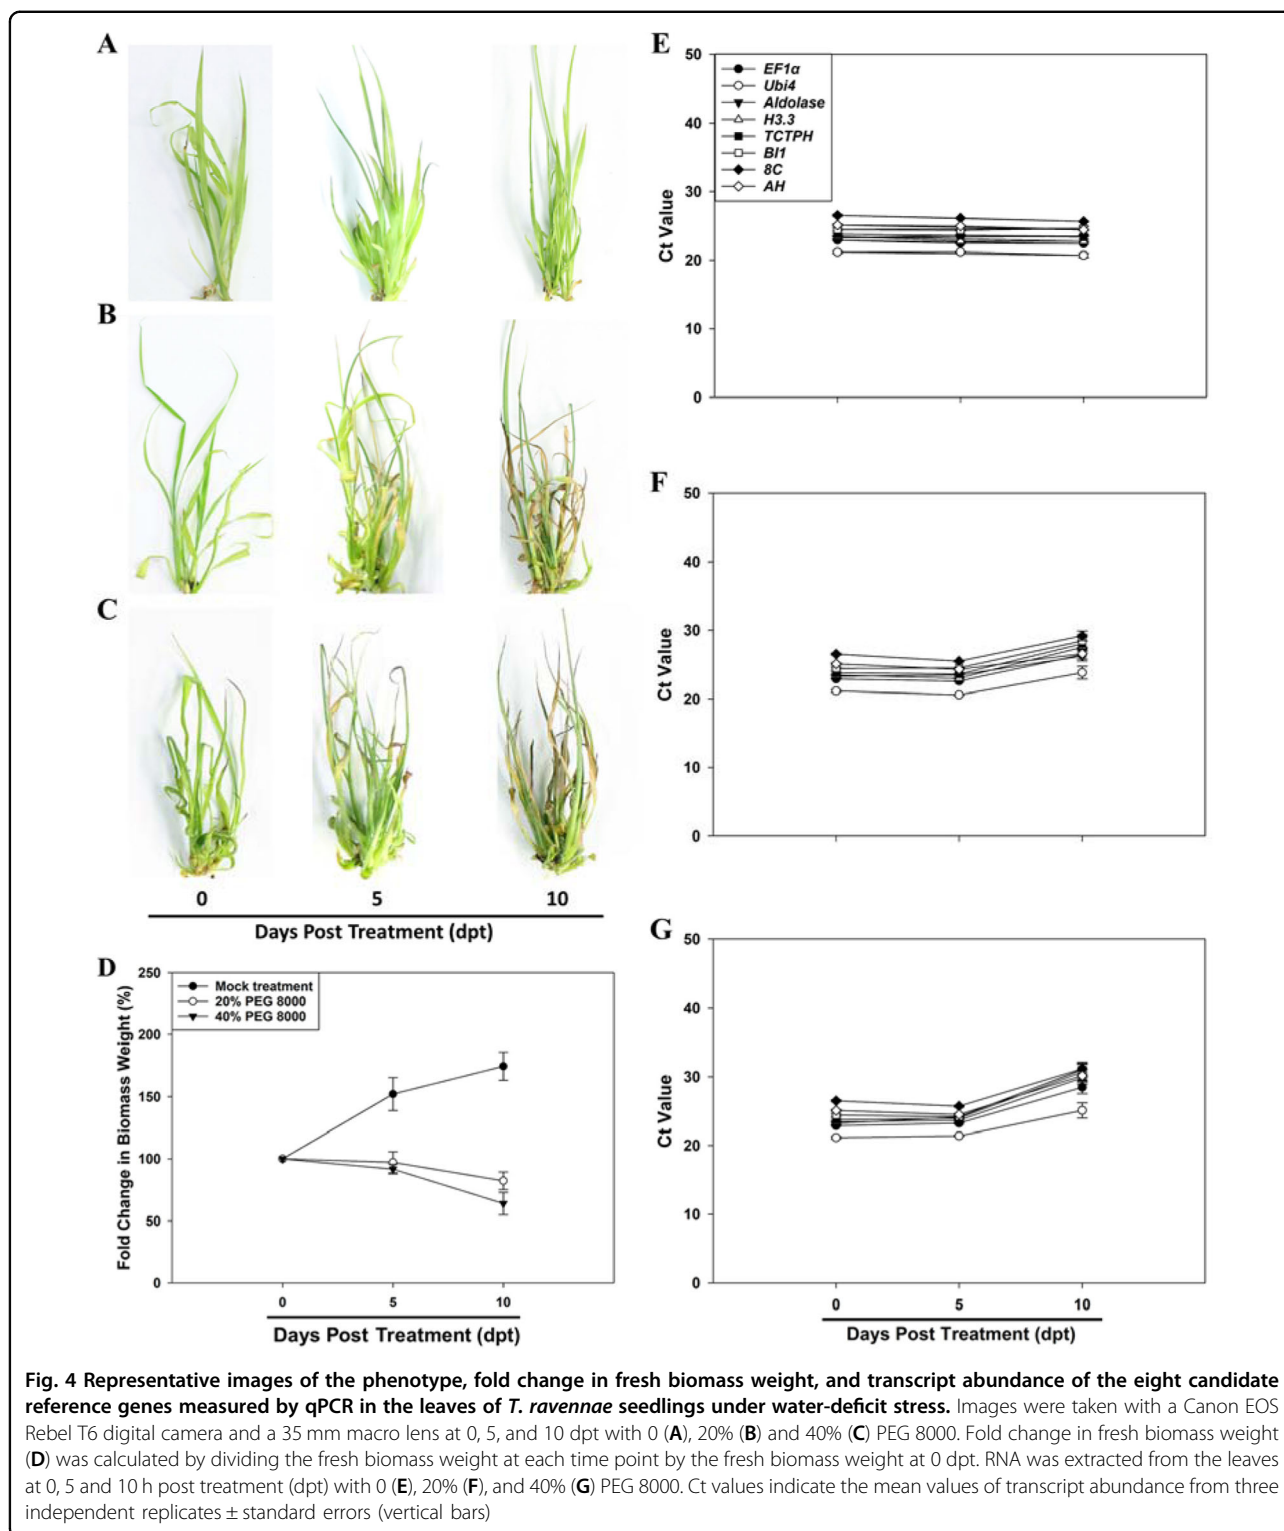 A
B
C
0 5 10
Days Post Treatment (dpt)
D
250
200
150
100
50
0
Fold Change in Biomass Weight (%)
Mock treatment
20% PEG 8000
40% PEG 8000
0 5 10
Days Post Treatment (dpt)
E
50
40
30
20
10
0
Ct Value
EF1α
Ubi4
Aldolase
H3.3
TCTPH
BI1
8C
AH
F
50
40
30
20
10
0
Ct Value
G
50
40
30
20
10
0
Ct Value
0 5 10
Days Post Treatment (dpt)
Fig. 4 Representative images of the phenotype, fold change in fresh biomass weight, and transcript abundance of the eight candidate
reference genes measured by qPCR in the leaves of T. ravennae seedlings under water-deficit stress. Images were taken with a Canon EOS
Rebel T6 digital camera and a 35 mm macro lens at 0, 5, and 10 dpt with 0 (A), 20% (B) and 40% (C) PEG 8000. Fold change in fresh biomass weight
(D) was calculated by dividing the fresh biomass weight at each time point by the fresh biomass weight at 0 dpt. RNA was extracted from the leaves
at 0, 5 and 10 h post treatment (dpt) with 0 (E), 20% (F), and 40% (G) PEG 8000. Ct values indicate the mean values of transcript abundance from three
independent replicates ± standard errors (vertical bars)